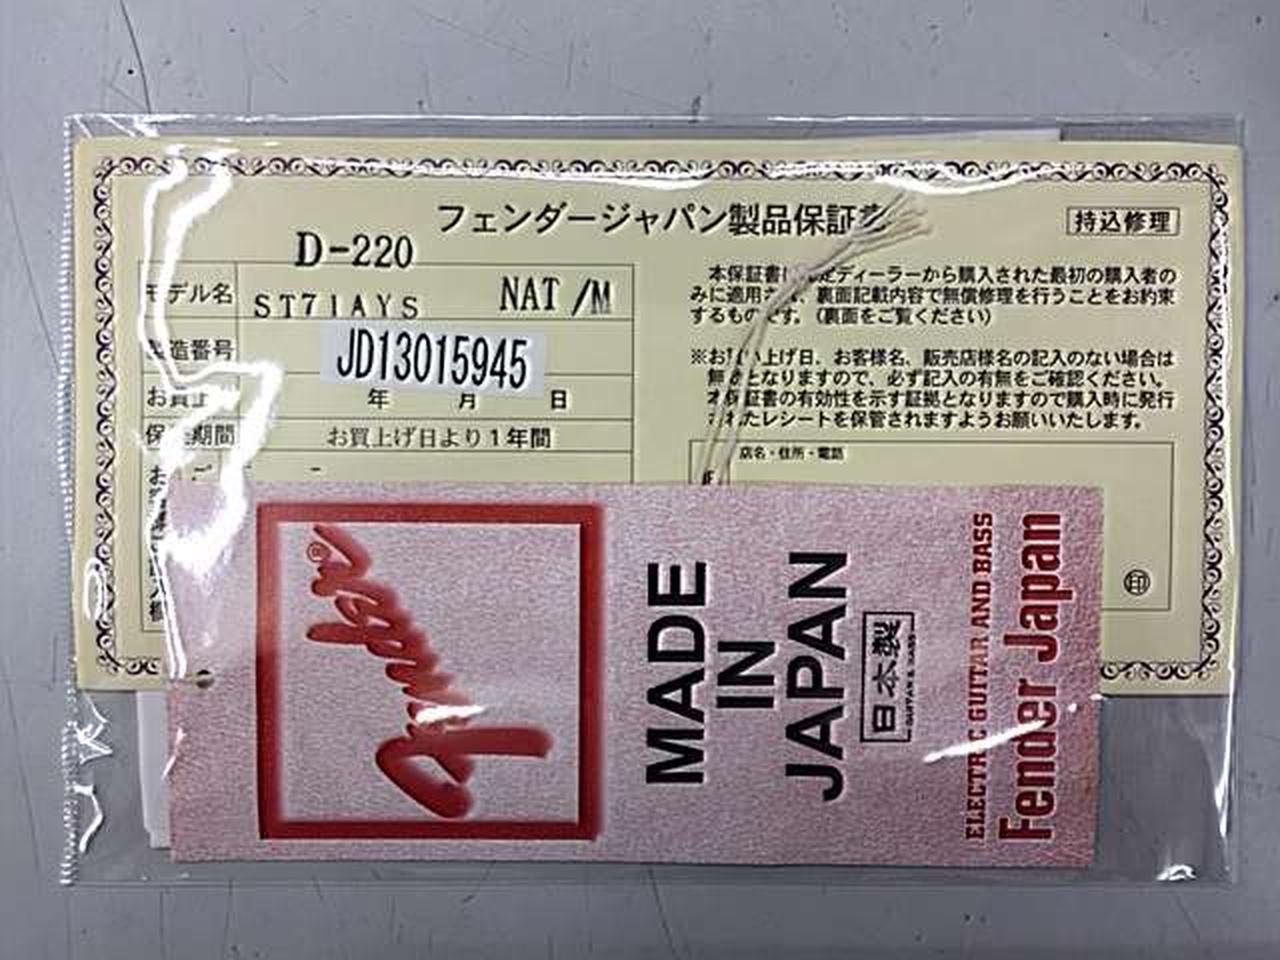 フェンダージャパン製品保証書
持込修理
D-220
モデル名
ST71AYS NAT /M
製造番号
JD13015945
お買上
年 月 日
保証期間
お買上げ日より1年間
本保証書は ディーラーから購入された最初の購入者の
みに適用され、裏面記載内容で無償修理を行うことをお約束
するものです。(裏面をご覧ください)
※お買い上げ日、お客様名、販売店様名の記入のない場合は
無効となりますので、必ず記入の有無をご確認ください。
本保証書の有効性を示す証拠となりますので購入時に発行
されたレシートを保管されますようお願いいたします。
店名・住所・電話
印
Fender®
MADE
IN
JAPAN
日本製
ELECTRIC GUITAR AND BASS
Fender Japan